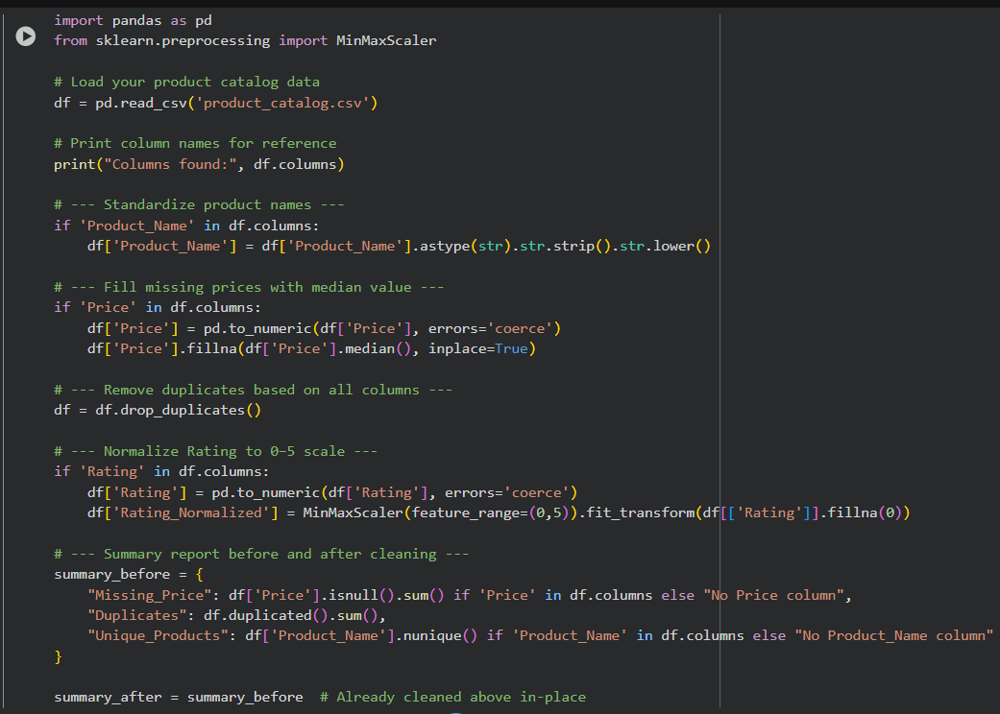 import pandas as pd
from sklearn.preprocessing import MinMaxScaler
# Load your product catalog data
df = pd.read_csv('product_catalog.csv')
# Print column names for reference
print("Columns found:", df.columns)
# --- Standardize product names ---
if 'Product_Name' in df.columns:
    df['Product_Name'] = df['Product_Name'].astype(str).str.strip().str.lower()
# --- Fill missing prices with median value ---
if 'Price' in df.columns:
    df['Price'] = pd.to_numeric(df['Price'], errors='coerce')
    df['Price'].fillna(df['Price'].median(), inplace=True)
# --- Remove duplicates based on all columns ---
df = df.drop_duplicates()
# --- Normalize Rating to 0–5 scale ---
if 'Rating' in df.columns:
    df['Rating'] = pd.to_numeric(df['Rating'], errors='coerce')
    df['Rating_Normalized'] = MinMaxScaler(feature_range=(0,5)).fit_transform(df[['Rating']].fillna(0))
# --- Summary report before and after cleaning ---
summary_before = {
    "Missing_Price": df['Price'].isnull().sum() if 'Price' in df.columns else "No Price column",
    "Duplicates": df.duplicated().sum(),
    "Unique_Products": df['Product_Name'].nunique() if 'Product_Name' in df.columns else "No Product_Name column"
}
summary_after = summary_before  # Already cleaned above in-place